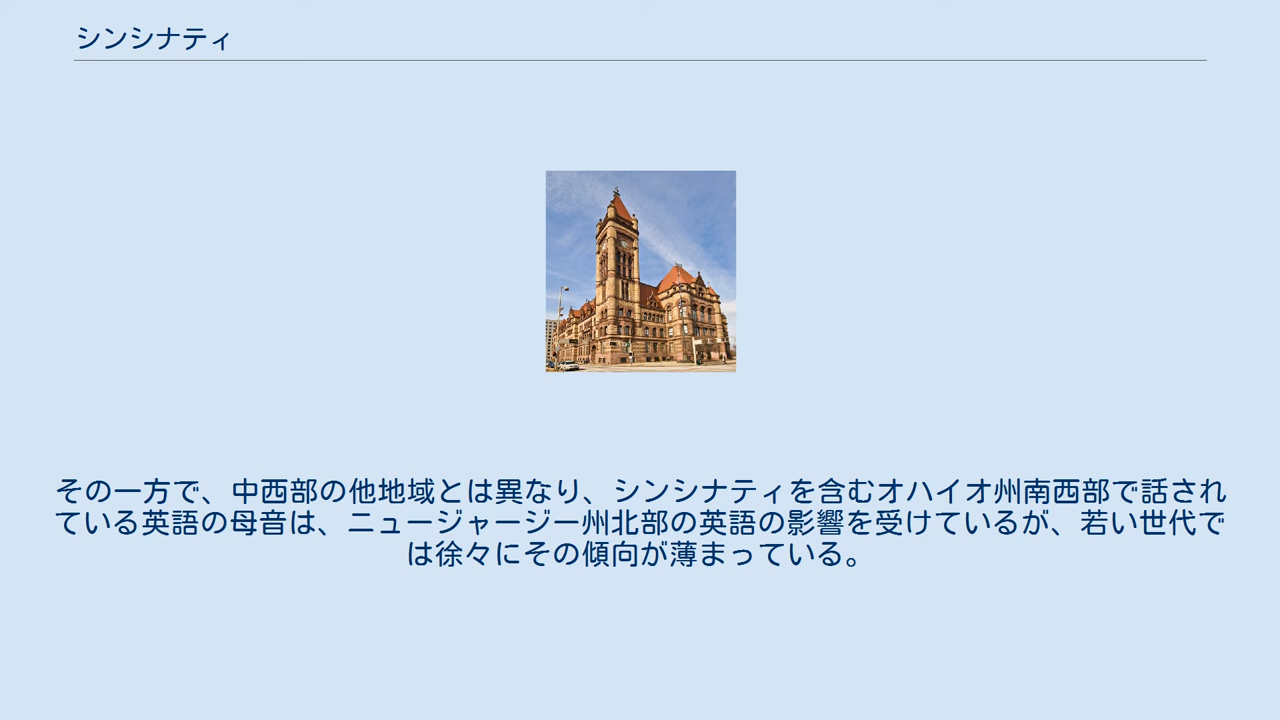 シンシナティ
その一方で、中西部の他地域とは異なり、シンシナティを含むオハイオ州南西部で話され
ている英語の母音は、ニュージャージー州北部の英語の影響を受けているが、若い世代で
は徐々にその傾向が薄まっている。